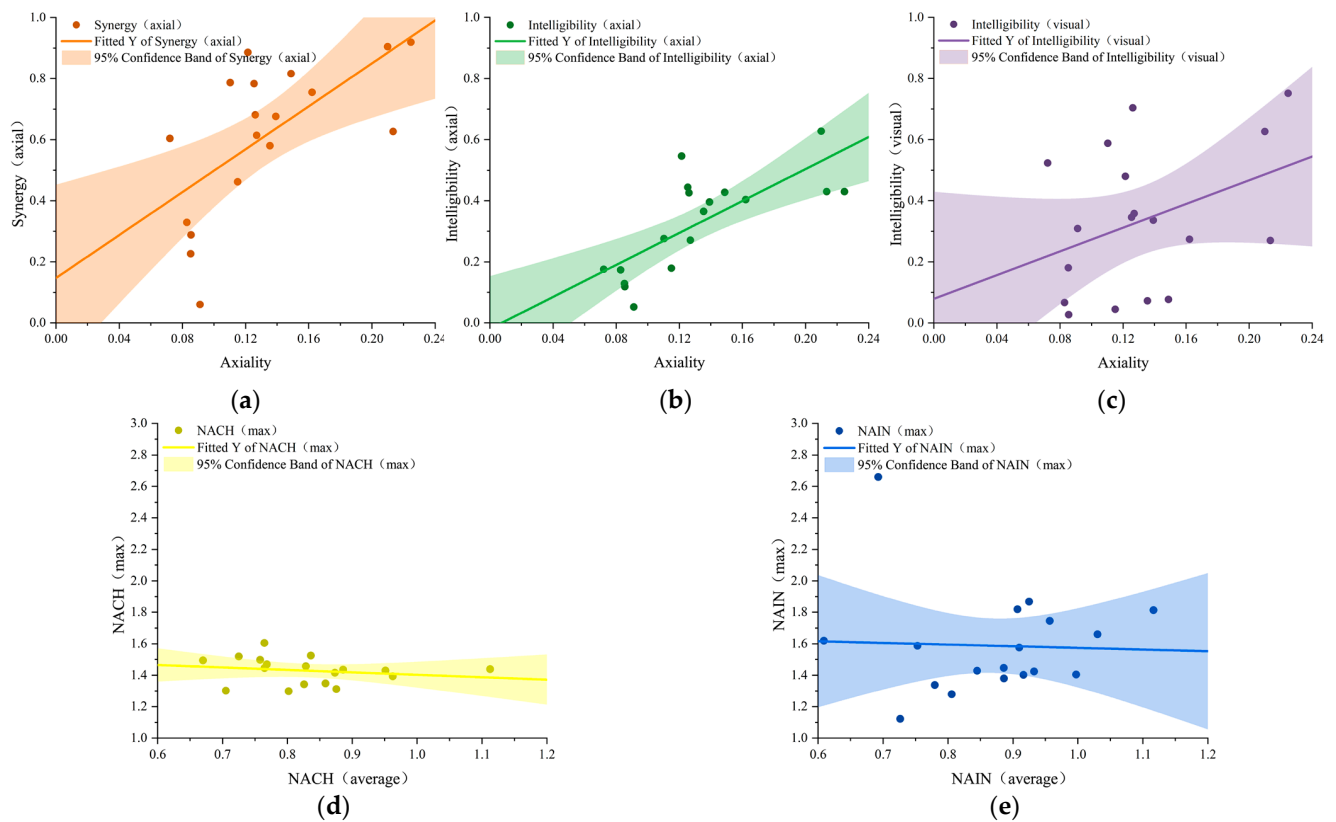 Synergy（axial）
Fitted Y of Synergy（axial）
95% Confidence Band of Synergy（axial）
1.0
0.8
0.6
0.4
0.2
0.0
Synergy（axial）
0.00 0.04 0.08 0.12 0.16 0.20 0.24
Axiality
(a)
Intelligibility（axial）
Fitted Y of Intelligibility（axial）
95% Confidence Band of Intelligibility（axial）
1.0
0.8
0.6
0.4
0.2
0.0
Intelligibility（axial）
0.00 0.04 0.08 0.12 0.16 0.20 0.24
Axiality
(b)
Intelligibility（visual）
Fitted Y of Intelligibility（visual）
95% Confidence Band of Intelligibility（visual）
1.0
0.8
0.6
0.4
0.2
0.0
Intelligibility（visual）
0.00 0.04 0.08 0.12 0.16 0.20 0.24
Axiality
(c)
NACH（max）
Fitted Y of NACH（max）
95% Confidence Band of NACH（max）
3.0
2.8
2.6
2.4
2.2
2.0
1.8
1.6
1.4
1.2
1.0
NACH（max）
0.6 0.7 0.8 0.9 1.0 1.1 1.2
NACH（average）
(d)
NAIN（max）
Fitted Y of NAIN（max）
95% Confidence Band of NAIN（max）
3.0
2.8
2.6
2.4
2.2
2.0
1.8
1.6
1.4
1.2
1.0
NAIN（max）
0.6 0.7 0.8 0.9 1.0 1.1 1.2
NAIN（average）
(e)